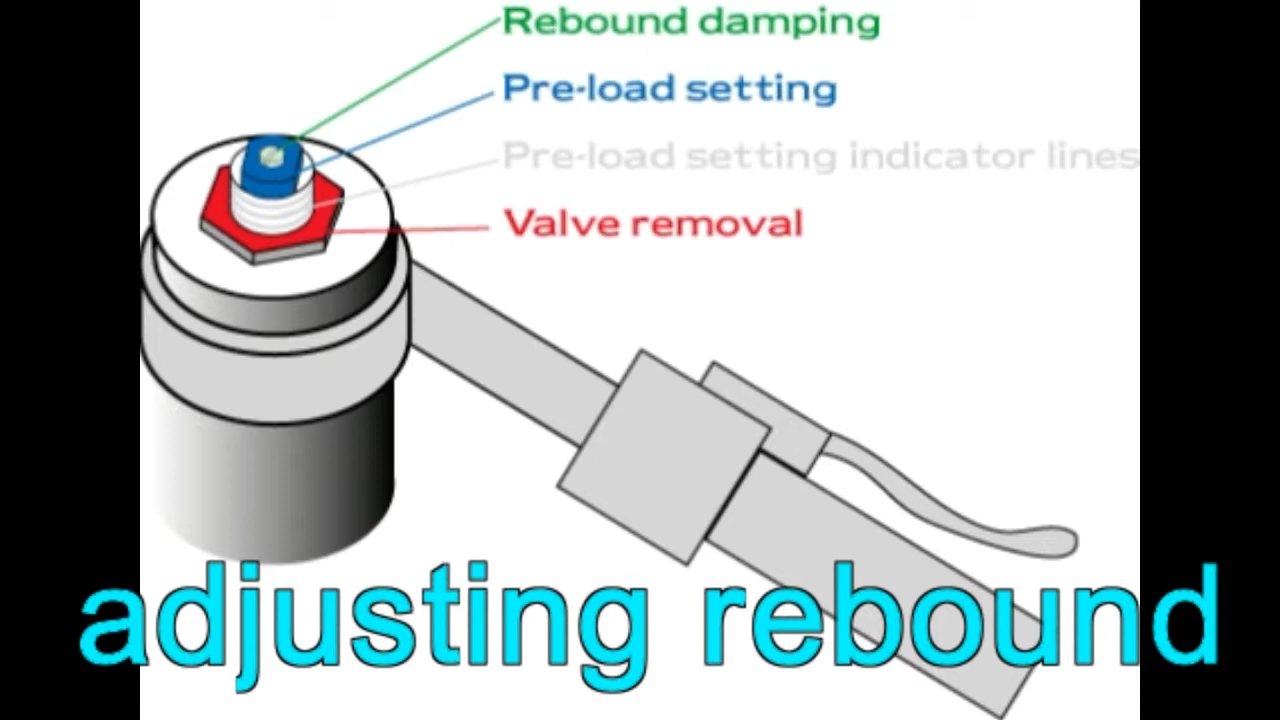 Rebound damping
Pre-load setting
Pre-load setting indicator lines
Valve removal
adjusting rebound